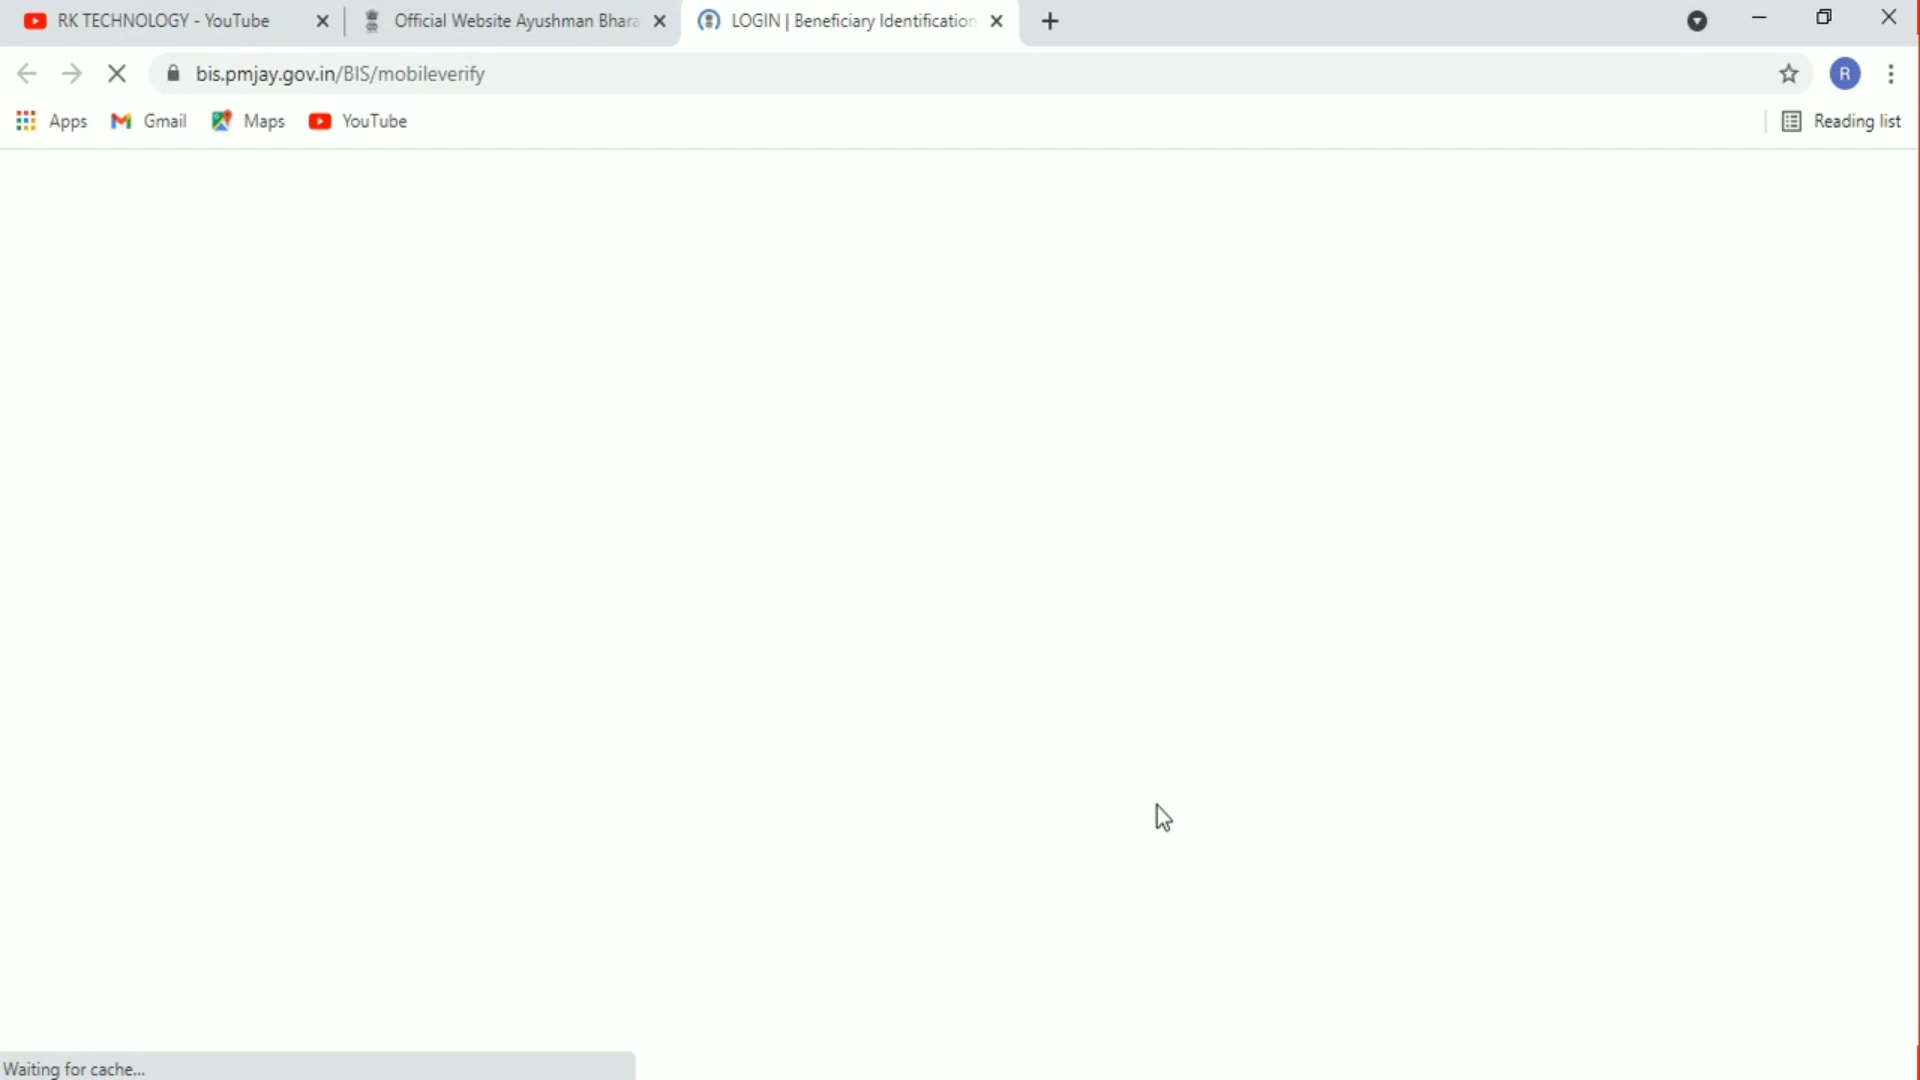 RK TECHNOLOGY - YouTube
Official Website Ayushman Bhara
LOGIN | Beneficiary Identification
bis.pmjay.gov.in/BIS/mobileverify
R
Apps
Gmail
Maps
YouTube
Reading list
Waiting for cache...